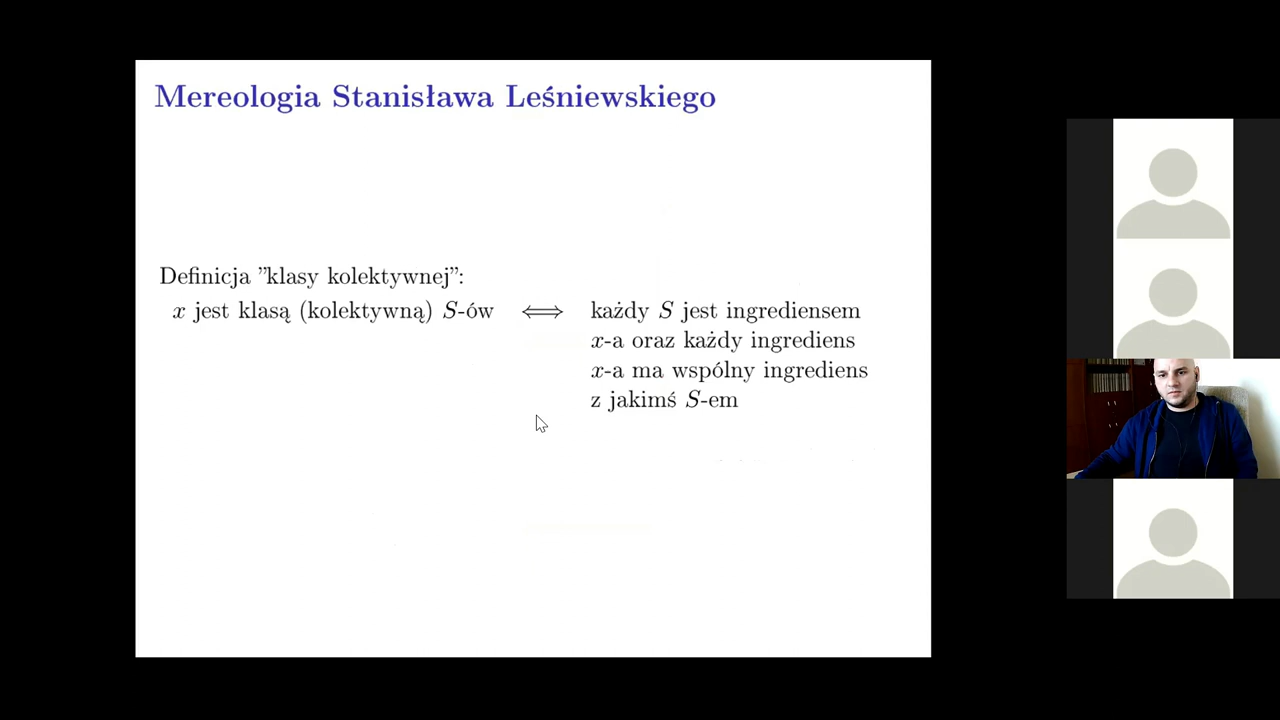 Mereologia Stanisława Leśniewskiego
Definicja ”klasy kolektywnej”:
x jest klasą (kolektywną) S-ów ⟺ każdy S jest ingrediensem
x-a oraz każdy ingrediens
x-a ma wspólny ingrediens
z jakimś S-em